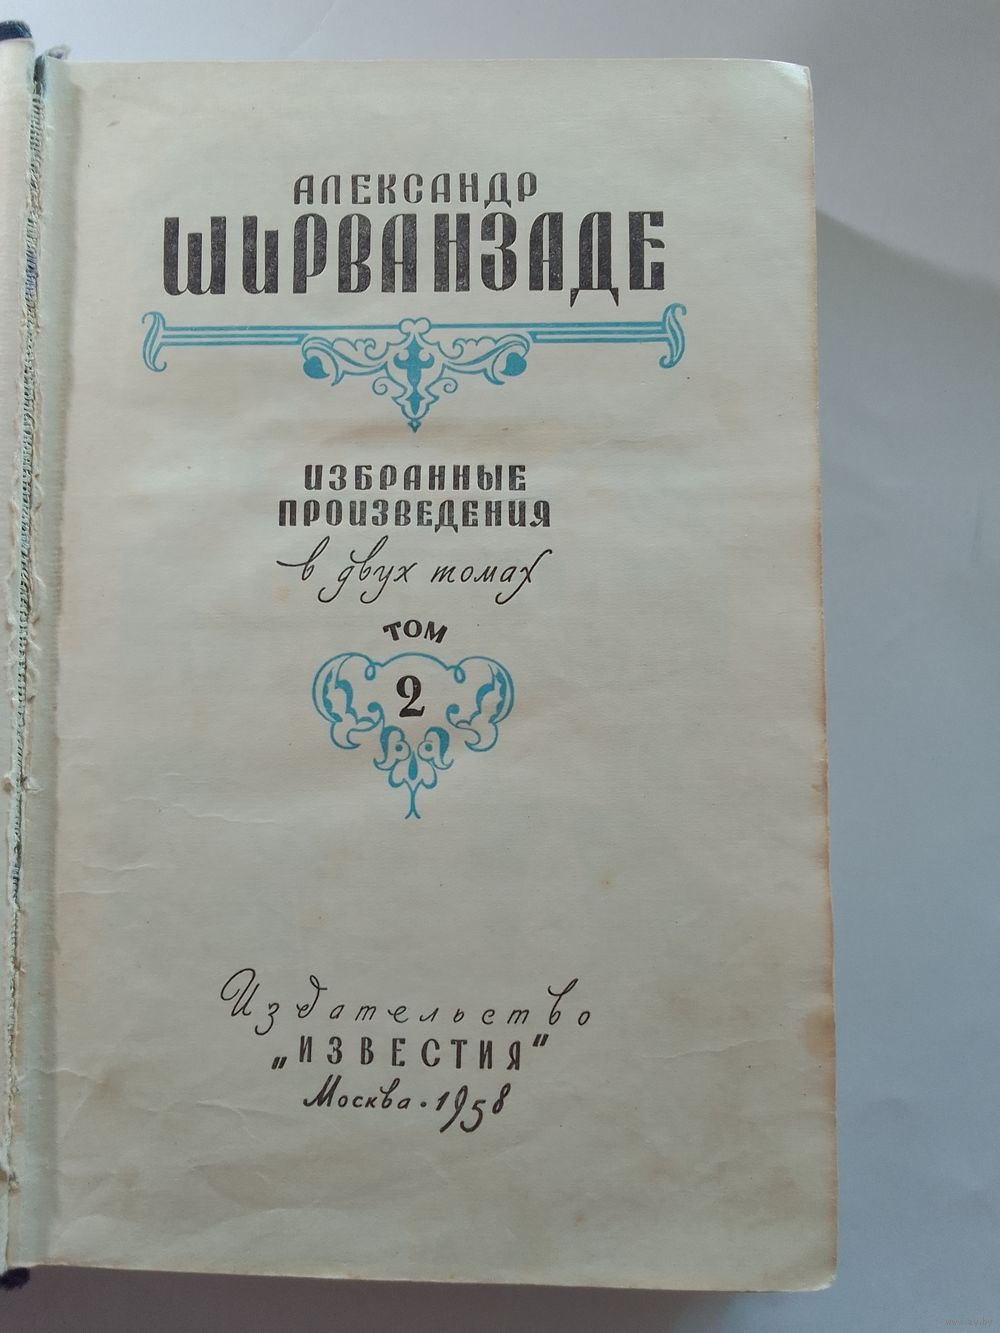 АЛЕКСАНДР
ШИРВАНЗАДЕ
ИЗБРАННЫЕ
ПРОИЗВЕДЕНИЯ
в двух томах
ТОМ
2
Издательство
„ИЗВЕСТИЯ“
Москва · 1958